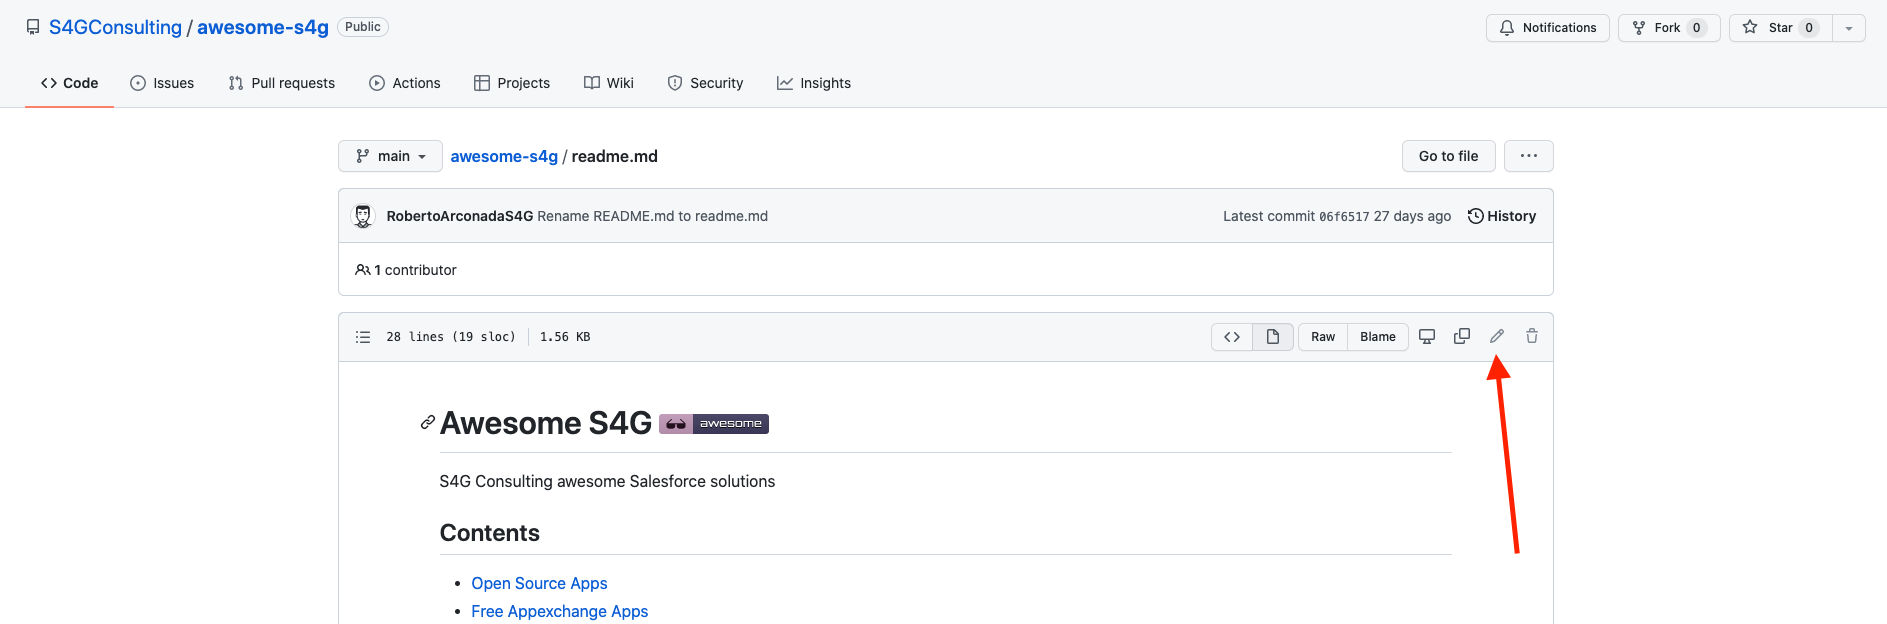 S4GConsulting / awesome-s4g Public
Notifications Fork 0 Star 0
Code Issues Pull requests Actions Projects Wiki Security Insights
main awesome-s4g / readme.md Go to file ...
RobertoArconadaS4G Rename README.md to readme.md Latest commit 06f6517 27 days ago History
1 contributor
28 lines (19 sloc) 1.56 KB <> Raw Blame
Awesome S4G awesome
S4G Consulting awesome Salesforce solutions
Contents
• Open Source Apps
• Free Appexchange Apps